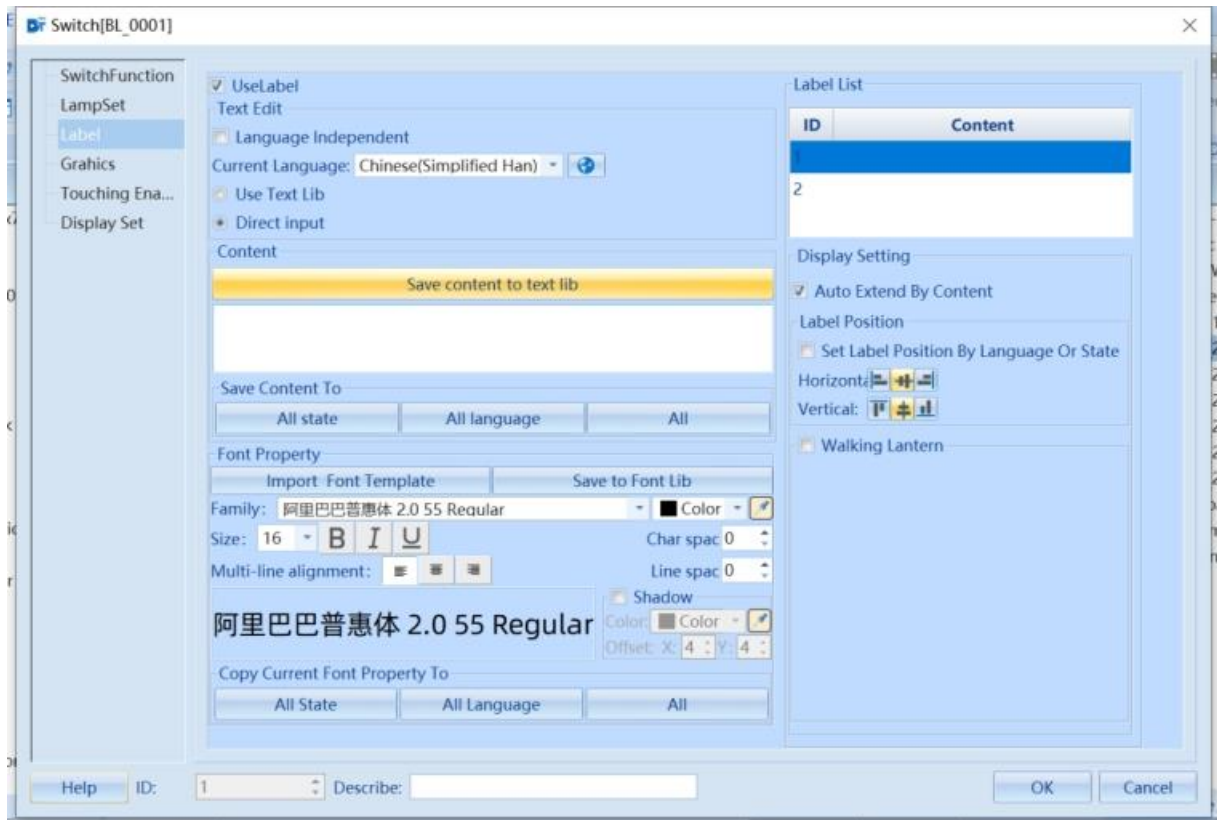 Switch[BL_0001]
SwitchFunction
LampSet
Label
Grahics
Touching Ena...
Display Set
UseLabel
Text Edit
Language Independent
Current Language: Chinese(Simplified Han)
Use Text Lib
Direct input
Content
Save content to text lib
Save Content To
All state All language All
Font Property
Import Font Template Save to Font Lib
Family: 阿里巴巴普惠体 2.0 55 Regular Color
Size: 16 B I U Char spac 0
Multi-line alignment: Line spac 0
阿里巴巴普惠体 2.0 55 Regular
Shadow
Color: Color
Offset: X: 4 Y: 4
Copy Current Font Property To
All State All Language All
Label List
ID Content
1
2
Display Setting
Auto Extend By Content
Label Position
Set Label Position By Language Or State
Horizonta
Vertical:
Walking Lantern
Help ID: 1 Describe: OK Cancel